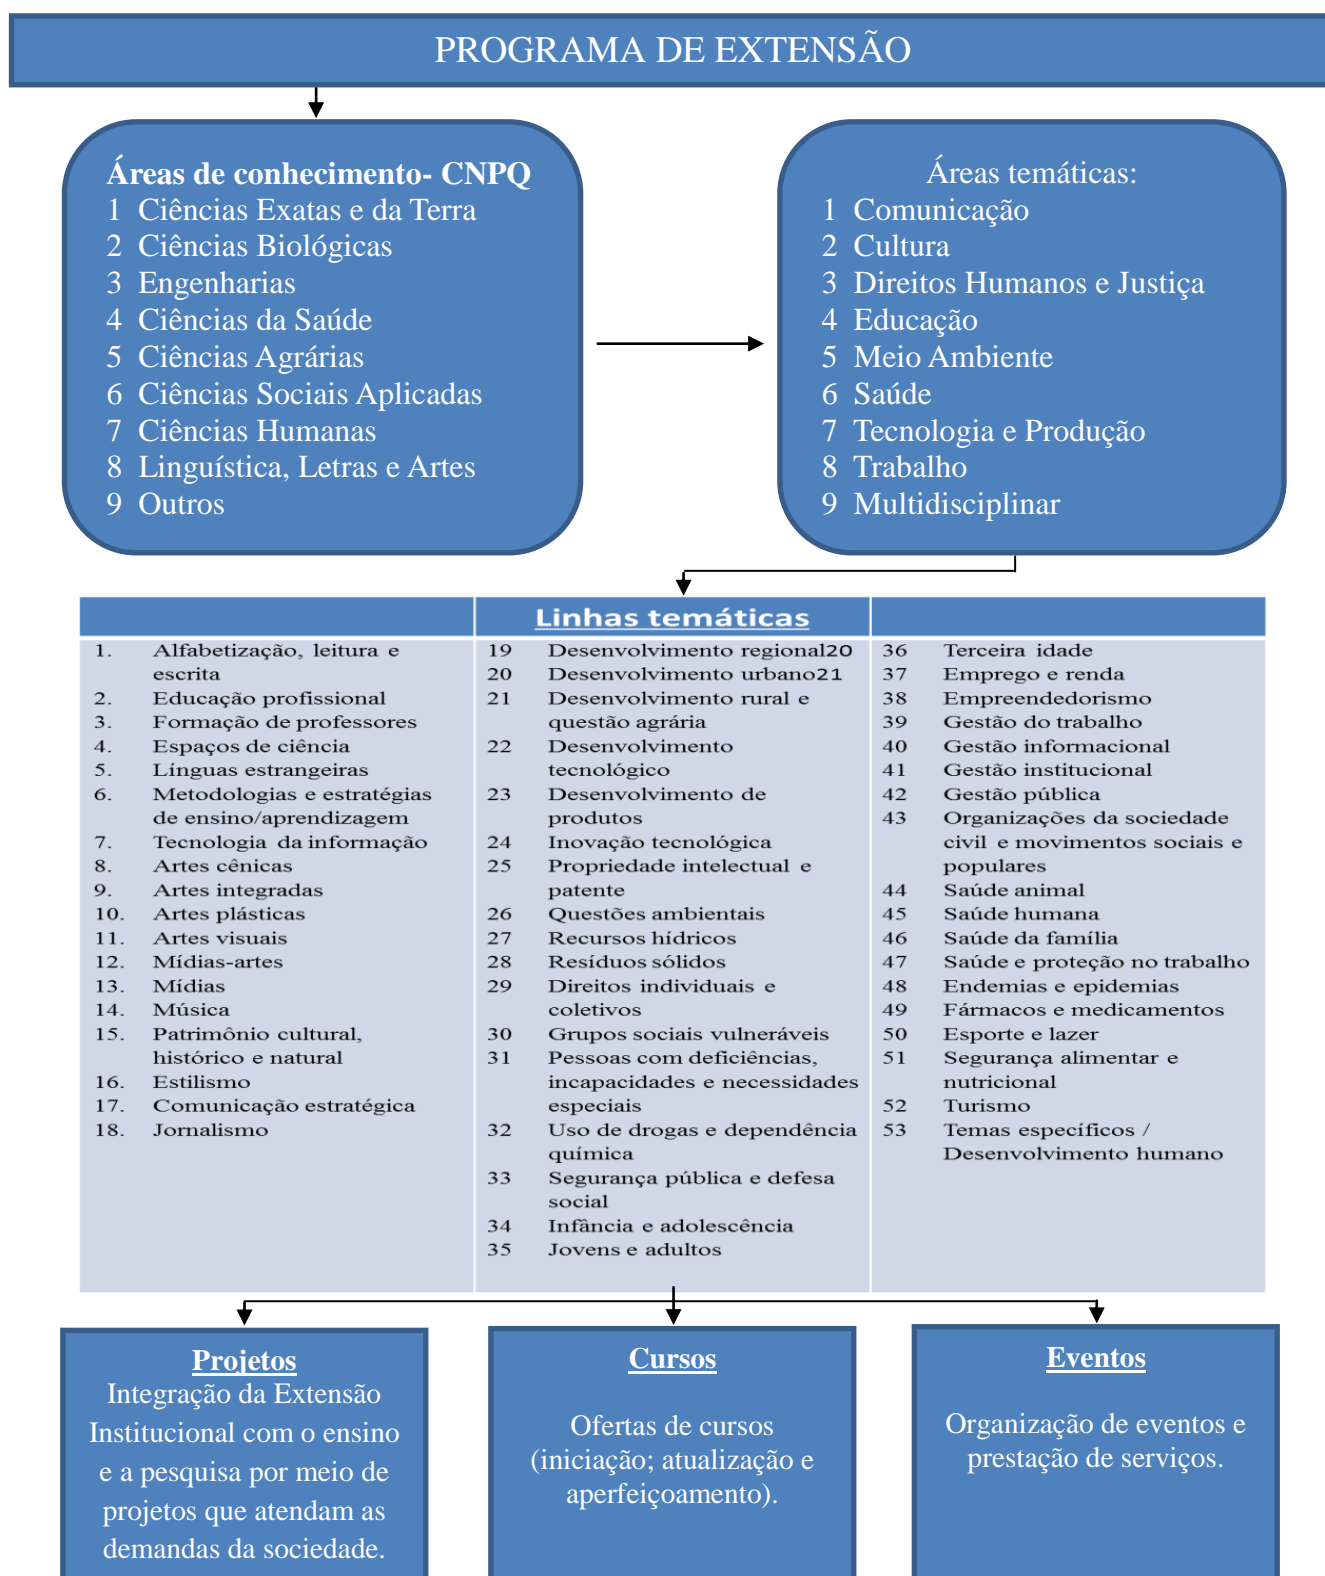 PROGRAMA DE EXTENSÃO
Áreas de conhecimento- CNPQ
1 Ciências Exatas e da Terra
2 Ciências Biológicas
3 Engenharias
4 Ciências da Saúde
5 Ciências Agrárias
6 Ciências Sociais Aplicadas
7 Ciências Humanas
8 Linguística, Letras e Artes
9 Outros
Áreas temáticas:
1 Comunicação
2 Cultura
3 Direitos Humanos e Justiça
4 Educação
5 Meio Ambiente
6 Saúde
7 Tecnologia e Produção
8 Trabalho
9 Multidisciplinar
Linhas temáticas
1. Alfabetização, leitura e
escrita
2. Educação profissional
3. Formação de professores
4. Espaços de ciência
5. Línguas estrangeiras
6. Metodologias e estratégias
de ensino/aprendizagem
7. Tecnologia da informação
8. Artes cênicas
9. Artes integradas
10. Artes plásticas
11. Artes visuais
12. Mídias-artes
13. Mídias
14. Música
15. Patrimônio cultural,
histórico e natural
16. Estilismo
17. Comunicação estratégica
18. Jornalismo
19 Desenvolvimento regional20
20 Desenvolvimento urbano21
21 Desenvolvimento rural e
questão agrária
22 Desenvolvimento
tecnológico
23 Desenvolvimento de
produtos
24 Inovação tecnológica
25 Propriedade intelectual e
patente
26 Questões ambientais
27 Recursos hídricos
28 Resíduos sólidos
29 Direitos individuais e
coletivos
30 Grupos sociais vulneráveis
31 Pessoas com deficiências,
incapacidades e necessidades
especiais
32 Uso de drogas e dependência
química
33 Segurança pública e defesa
social
34 Infância e adolescência
35 Jovens e adultos
36 Terceira idade
37 Emprego e renda
38 Empreendedorismo
39 Gestão do trabalho
40 Gestão informacional
41 Gestão institucional
42 Gestão pública
43 Organizações da sociedade
civil e movimentos sociais e
populares
44 Saúde animal
45 Saúde humana
46 Saúde da família
47 Saúde e proteção no trabalho
48 Endemias e epidemias
49 Fármacos e medicamentos
50 Esporte e lazer
51 Segurança alimentar e
nutricional
52 Turismo
53 Temas específicos /
Desenvolvimento humano
Projetos
Integração da Extensão
Institucional com o ensino
e a pesquisa por meio de
projetos que atendam as
demandas da sociedade.
Cursos
Ofertas de cursos
(iniciação; atualização e
aperfeiçoamento).
Eventos
Organização de eventos e
prestação de serviços.